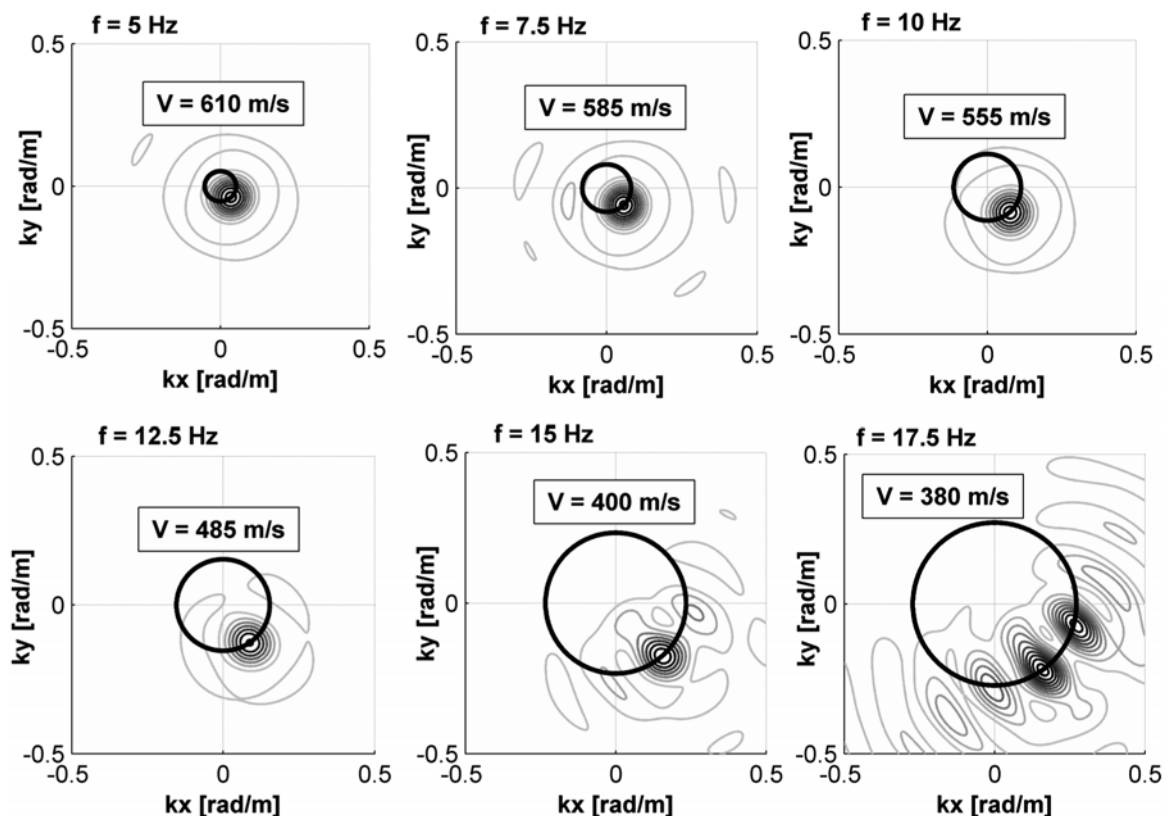 f = 5 Hz
0.5
V = 610 m/s
ky [rad/m]
0
-0.5
-0.5
0
0.5
kx [rad/m]
f = 7.5 Hz
0.5
V = 585 m/s
ky [rad/m]
0
-0.5
-0.5
0
0.5
kx [rad/m]
f = 10 Hz
0.5
V = 555 m/s
ky [rad/m]
0
-0.5
-0.5
0
0.5
kx [rad/m]
f = 12.5 Hz
0.5
V = 485 m/s
ky [rad/m]
0
-0.5
-0.5
0
0.5
kx [rad/m]
f = 15 Hz
0.5
V = 400 m/s
ky [rad/m]
0
-0.5
-0.5
0
0.5
kx [rad/m]
f = 17.5 Hz
0.5
V = 380 m/s
ky [rad/m]
0
-0.5
-0.5
0
0.5
kx [rad/m]